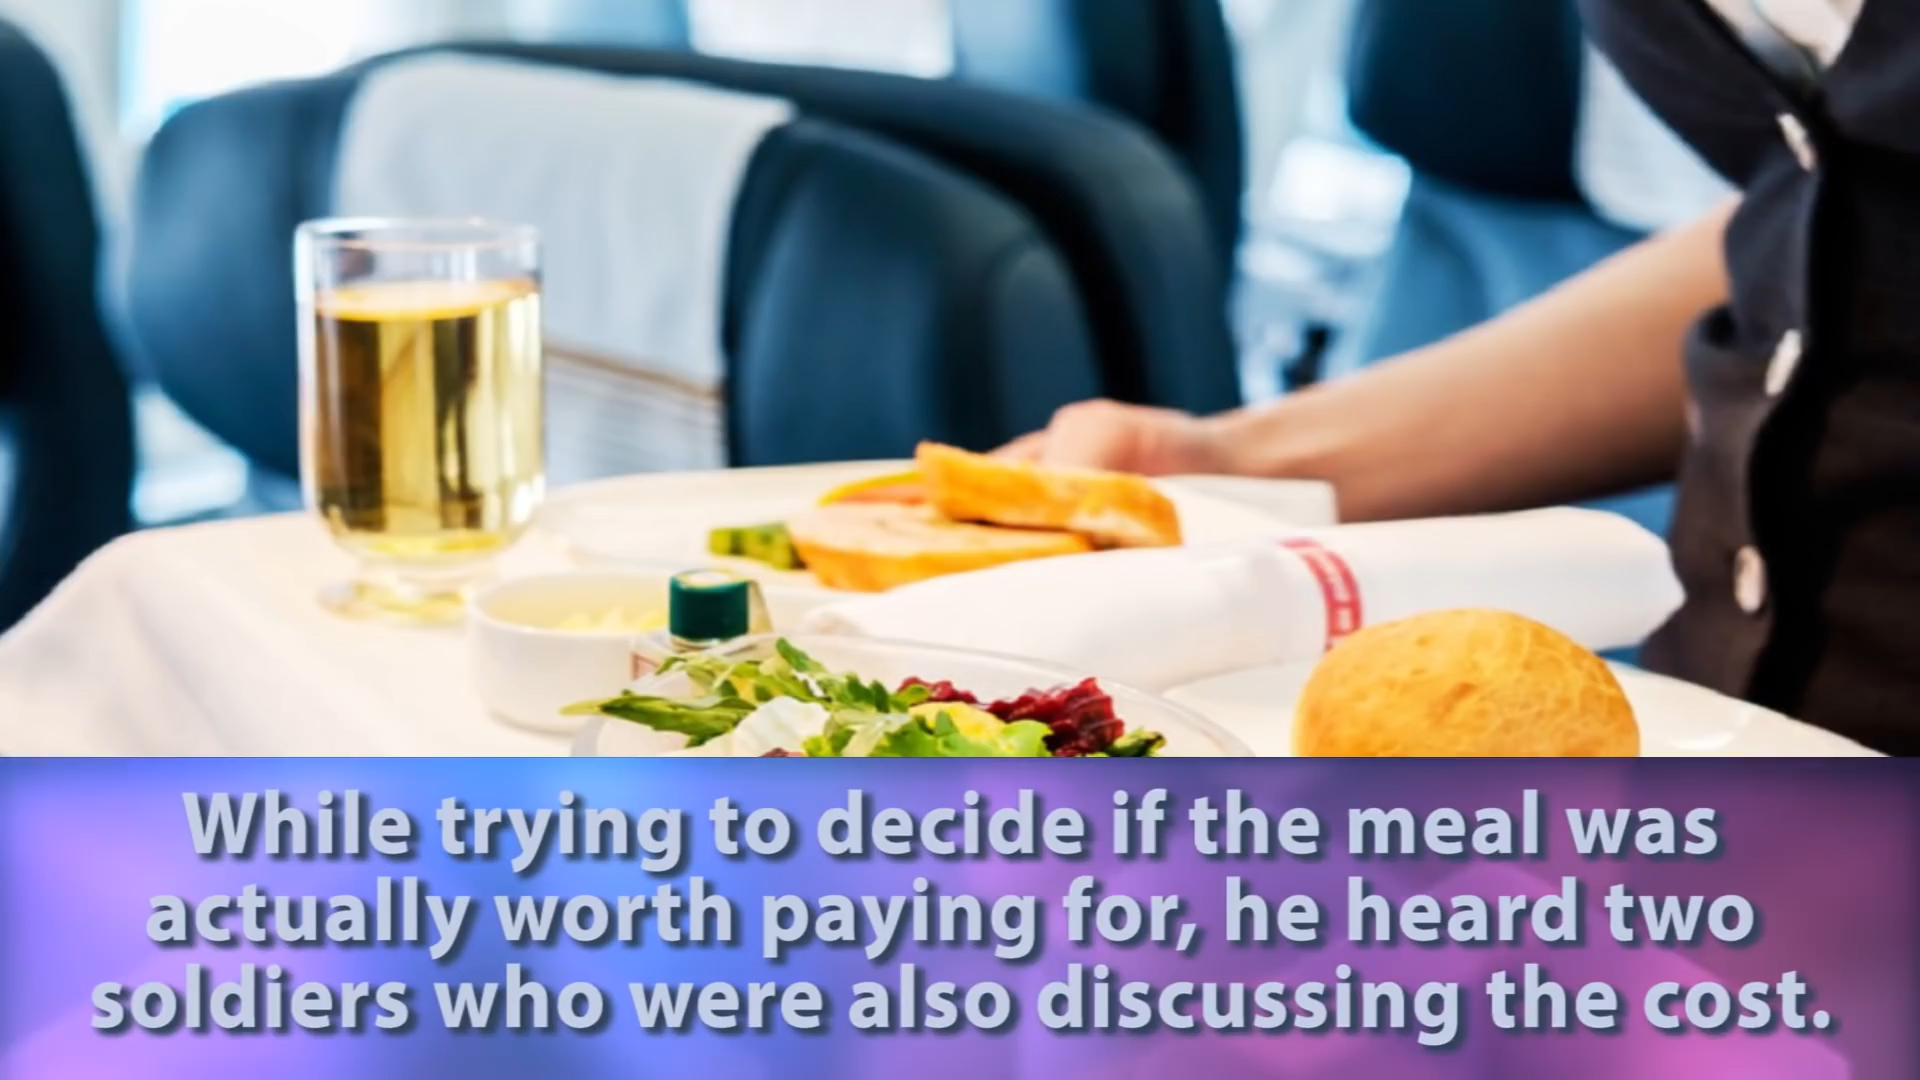 While trying to decide if the meal was
actually worth paying for, he heard two
soldiers who were also discussing the cost.